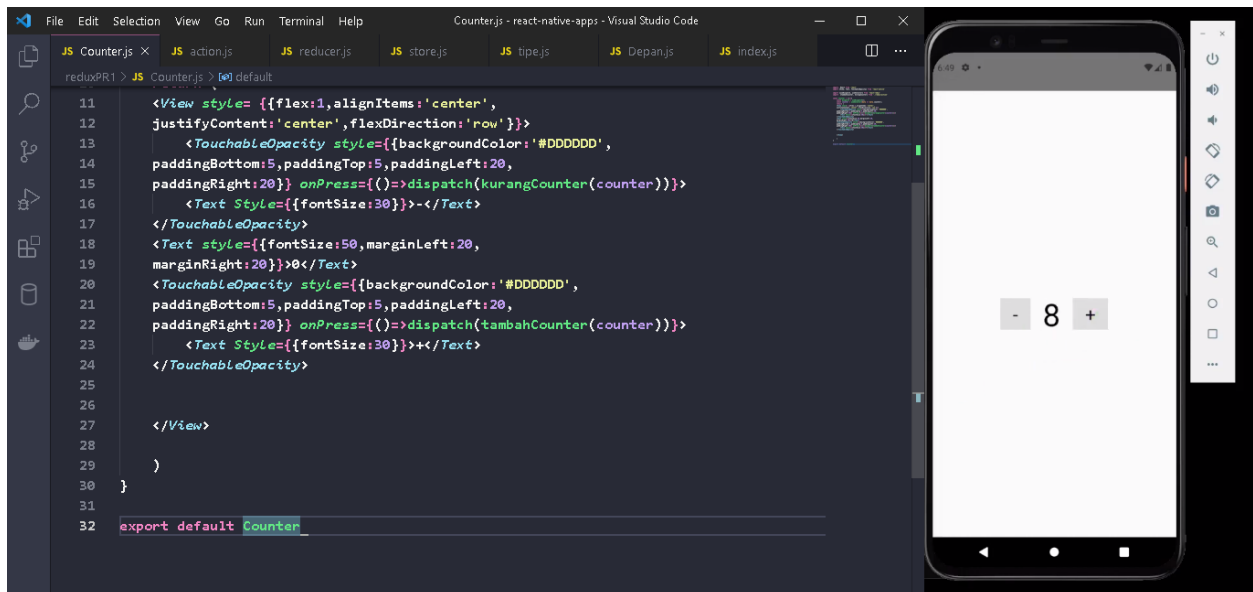 File Edit Selection View Go Run Terminal Help Counter.js - react-native-apps - Visual Studio Code
JS Counter.js × JS action.js JS reducer.js JS store.js JS tipe.js JS Depan.js JS index.js
reduxPR1 > JS Counter.js > default
11 <View style= {{flex:1,alignItems:'center',
12 justifyContent:'center',flexDirection:'row'}}>
13 <TouchableOpacity style={{backgroundColor:'#DDDDDD',
14 paddingBottom:5,paddingTop:5,paddingLeft:20,
15 paddingRight:20}} onPress={()=>dispatch(kurangCounter(counter))}>
16 <Text Style={{fontSize:30}}>-</Text>
17 </TouchableOpacity>
18 <Text style={{fontSize:50,marginLeft:20,
19 marginRight:20}}>0</Text>
20 <TouchableOpacity style={{backgroundColor:'#DDDDDD',
21 paddingBottom:5,paddingTop:5,paddingLeft:20,
22 paddingRight:20}} onPress={()=>dispatch(tambahCounter(counter))}>
23 <Text Style={{fontSize:30}}>+</Text>
24 </TouchableOpacity>
25
26
27 </View>
28
29 )
30 }
31
32 export default Counter
6:49
- 8 +